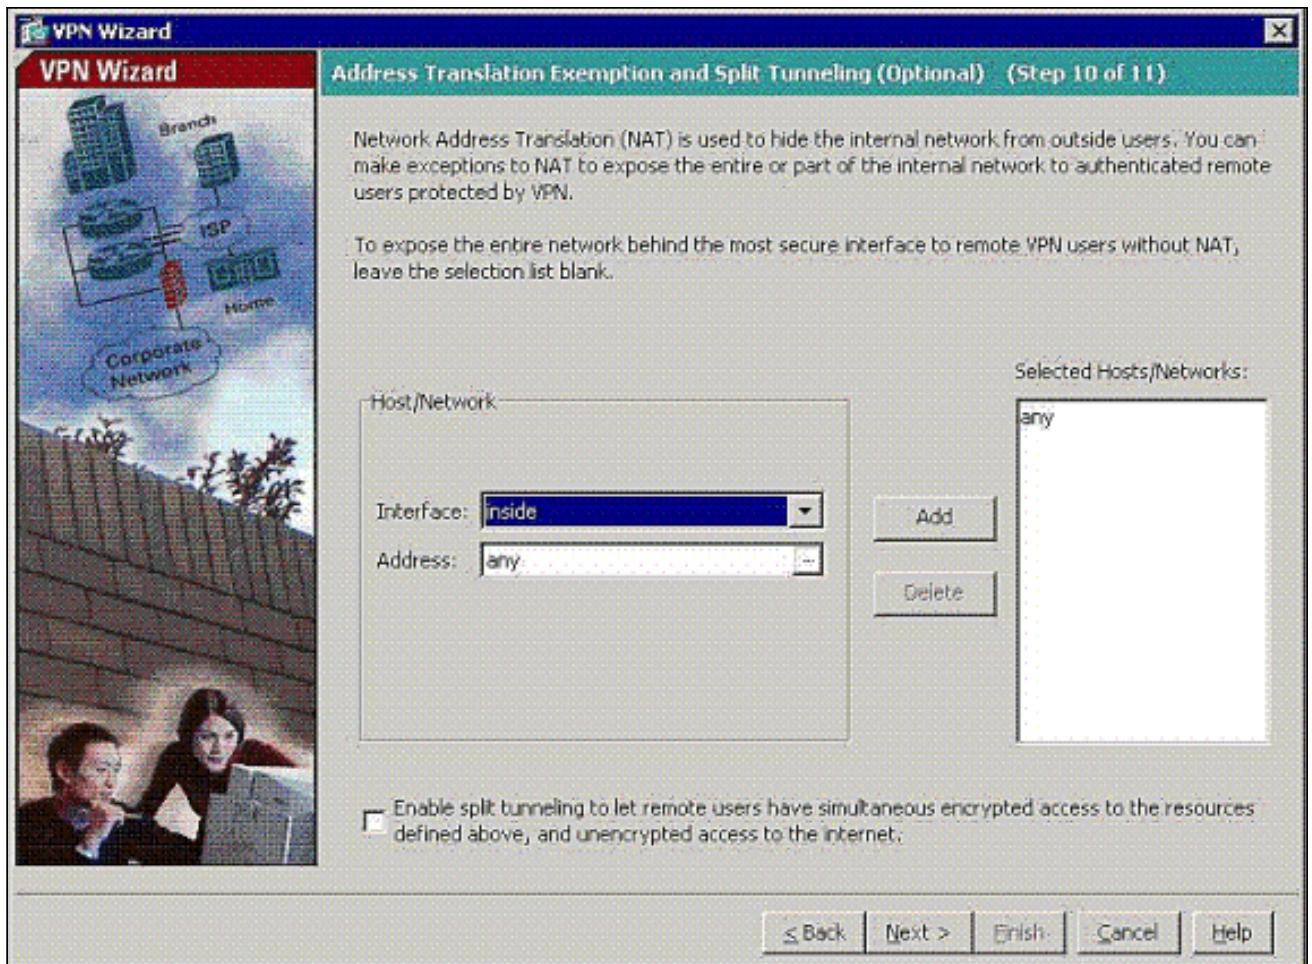 VPN Wizard
VPN Wizard
Address Translation Exemption and Split Tunneling (Optional) (Step 10 of 11)
Branch
ISP
Home
Corporate
Network
Network Address Translation (NAT) is used to hide the internal network from outside users. You can
make exceptions to NAT to expose the entire or part of the internal network to authenticated remote
users protected by VPN.
To expose the entire network behind the most secure interface to remote VPN users without NAT,
leave the selection list blank.
Selected Hosts/Networks:
any
Host/Network
Interface: inside
Address: any ...
Add
Delete
Enable split tunneling to let remote users have simultaneous encrypted access to the resources
defined above, and unencrypted access to the internet.
< Back Next > Finish Cancel Help